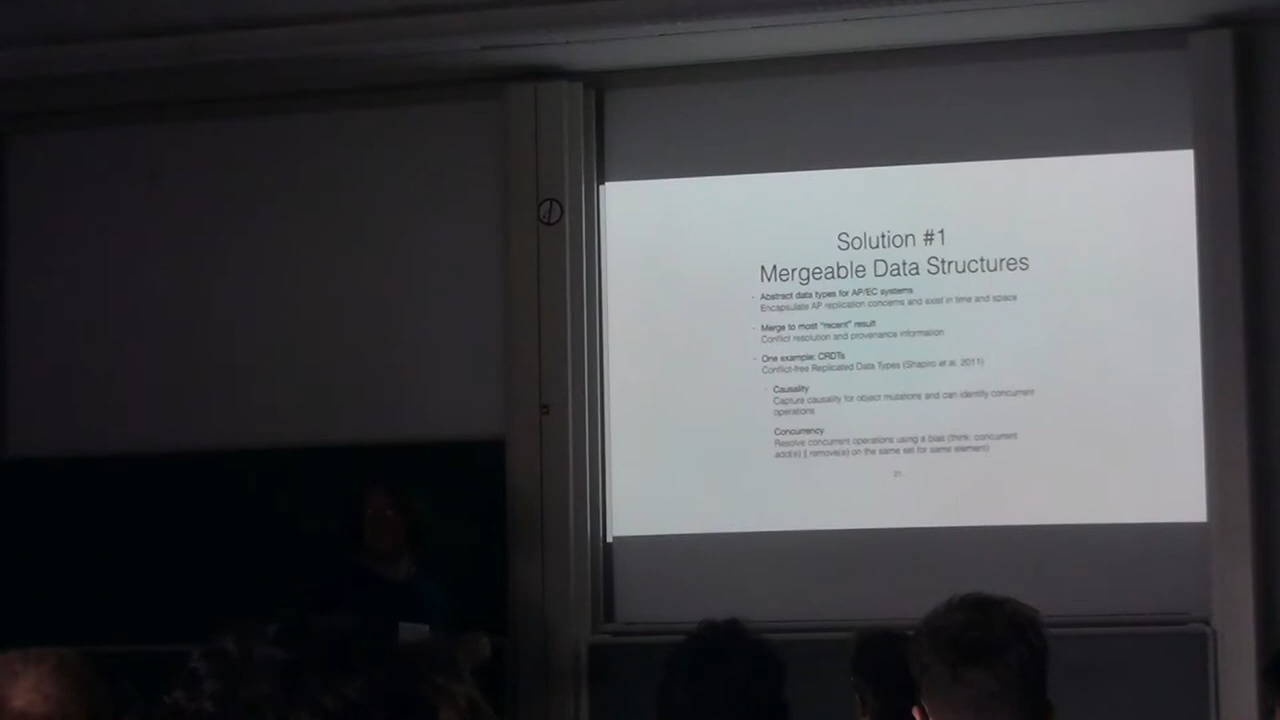 Solution #1
Mergeable Data Structures
· Abstract data types for AP/EC systems
Encapsulate AP replication concerns and exist in time and space
· Merge to most "recent" result
Conflict resolution and provenance information
· One example: CRDTs
Conflict-free Replicated Data Types (Shapiro et al. 2011)
· Causality
Capture causality for object mutations and can identify concurrent
operations
Concurrency
Resolve concurrent operations using a bias (think: concurrent
add(e) || remove(e) on the same set for same element)
21